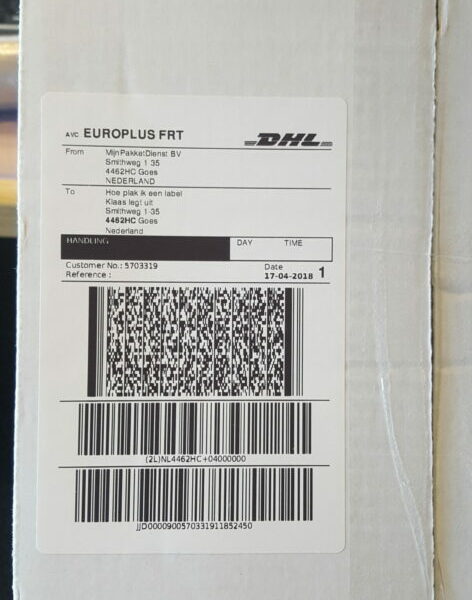 AVC EUROPLUS FRT
DHL
From MijnPakketDienst BV
Smithweg 1 35
4462HC Goes
NEDERLAND
To Hoe plak ik een label
Klaas legt uit
Smithweg 1-35
4462HC Goes
Nederland
HANDLING DAY TIME
Customer No.: 5703319 Date
Reference : 17-04-2018 1
(2L)NL4462HC+04000000
JJD000090057033191​1852450